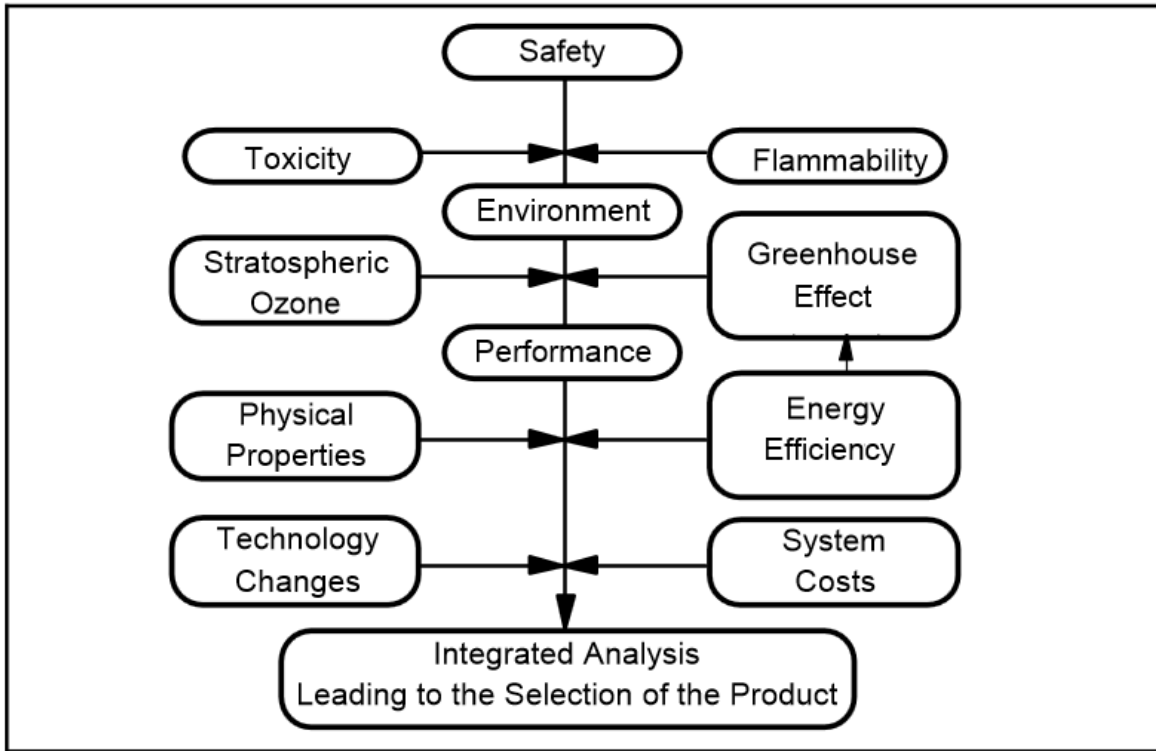 Safety
Toxicity
Flammability
Environment
Stratospheric
Ozone
Greenhouse
Effect
Performance
Physical
Properties
Energy
Efficiency
Technology
Changes
System
Costs
Integrated Analysis
Leading to the Selection of the Product